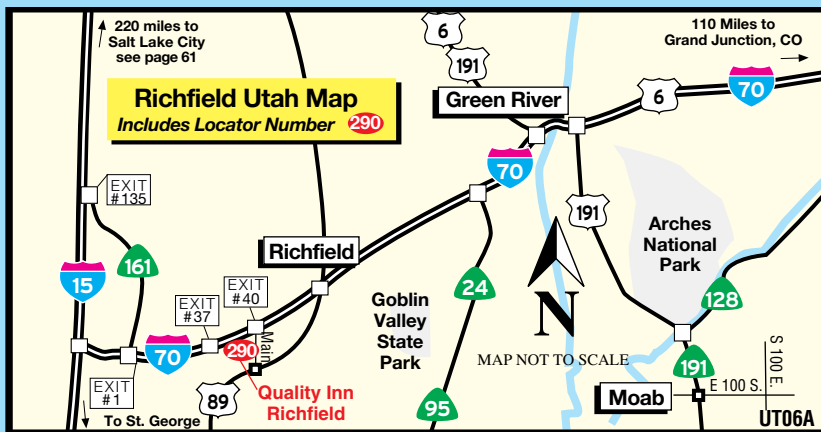 220 miles to
Salt Lake City
see page 61
6
191
110 Miles to
Grand Junction, CO
Richfield Utah Map
Includes Locator Number 290
Green River
6
70
70
EXIT
#135
191
Arches
National
Park
161
Richfield
15
EXIT
#40
EXIT
#37
24
Goblin
Valley
State
Park
N
128
MAP NOT TO SCALE
290
Main
70
EXIT
#1
89
Quality Inn
Richfield
95
191
Moab
E 100 S.
S 100 E.
To St. George
UT06A